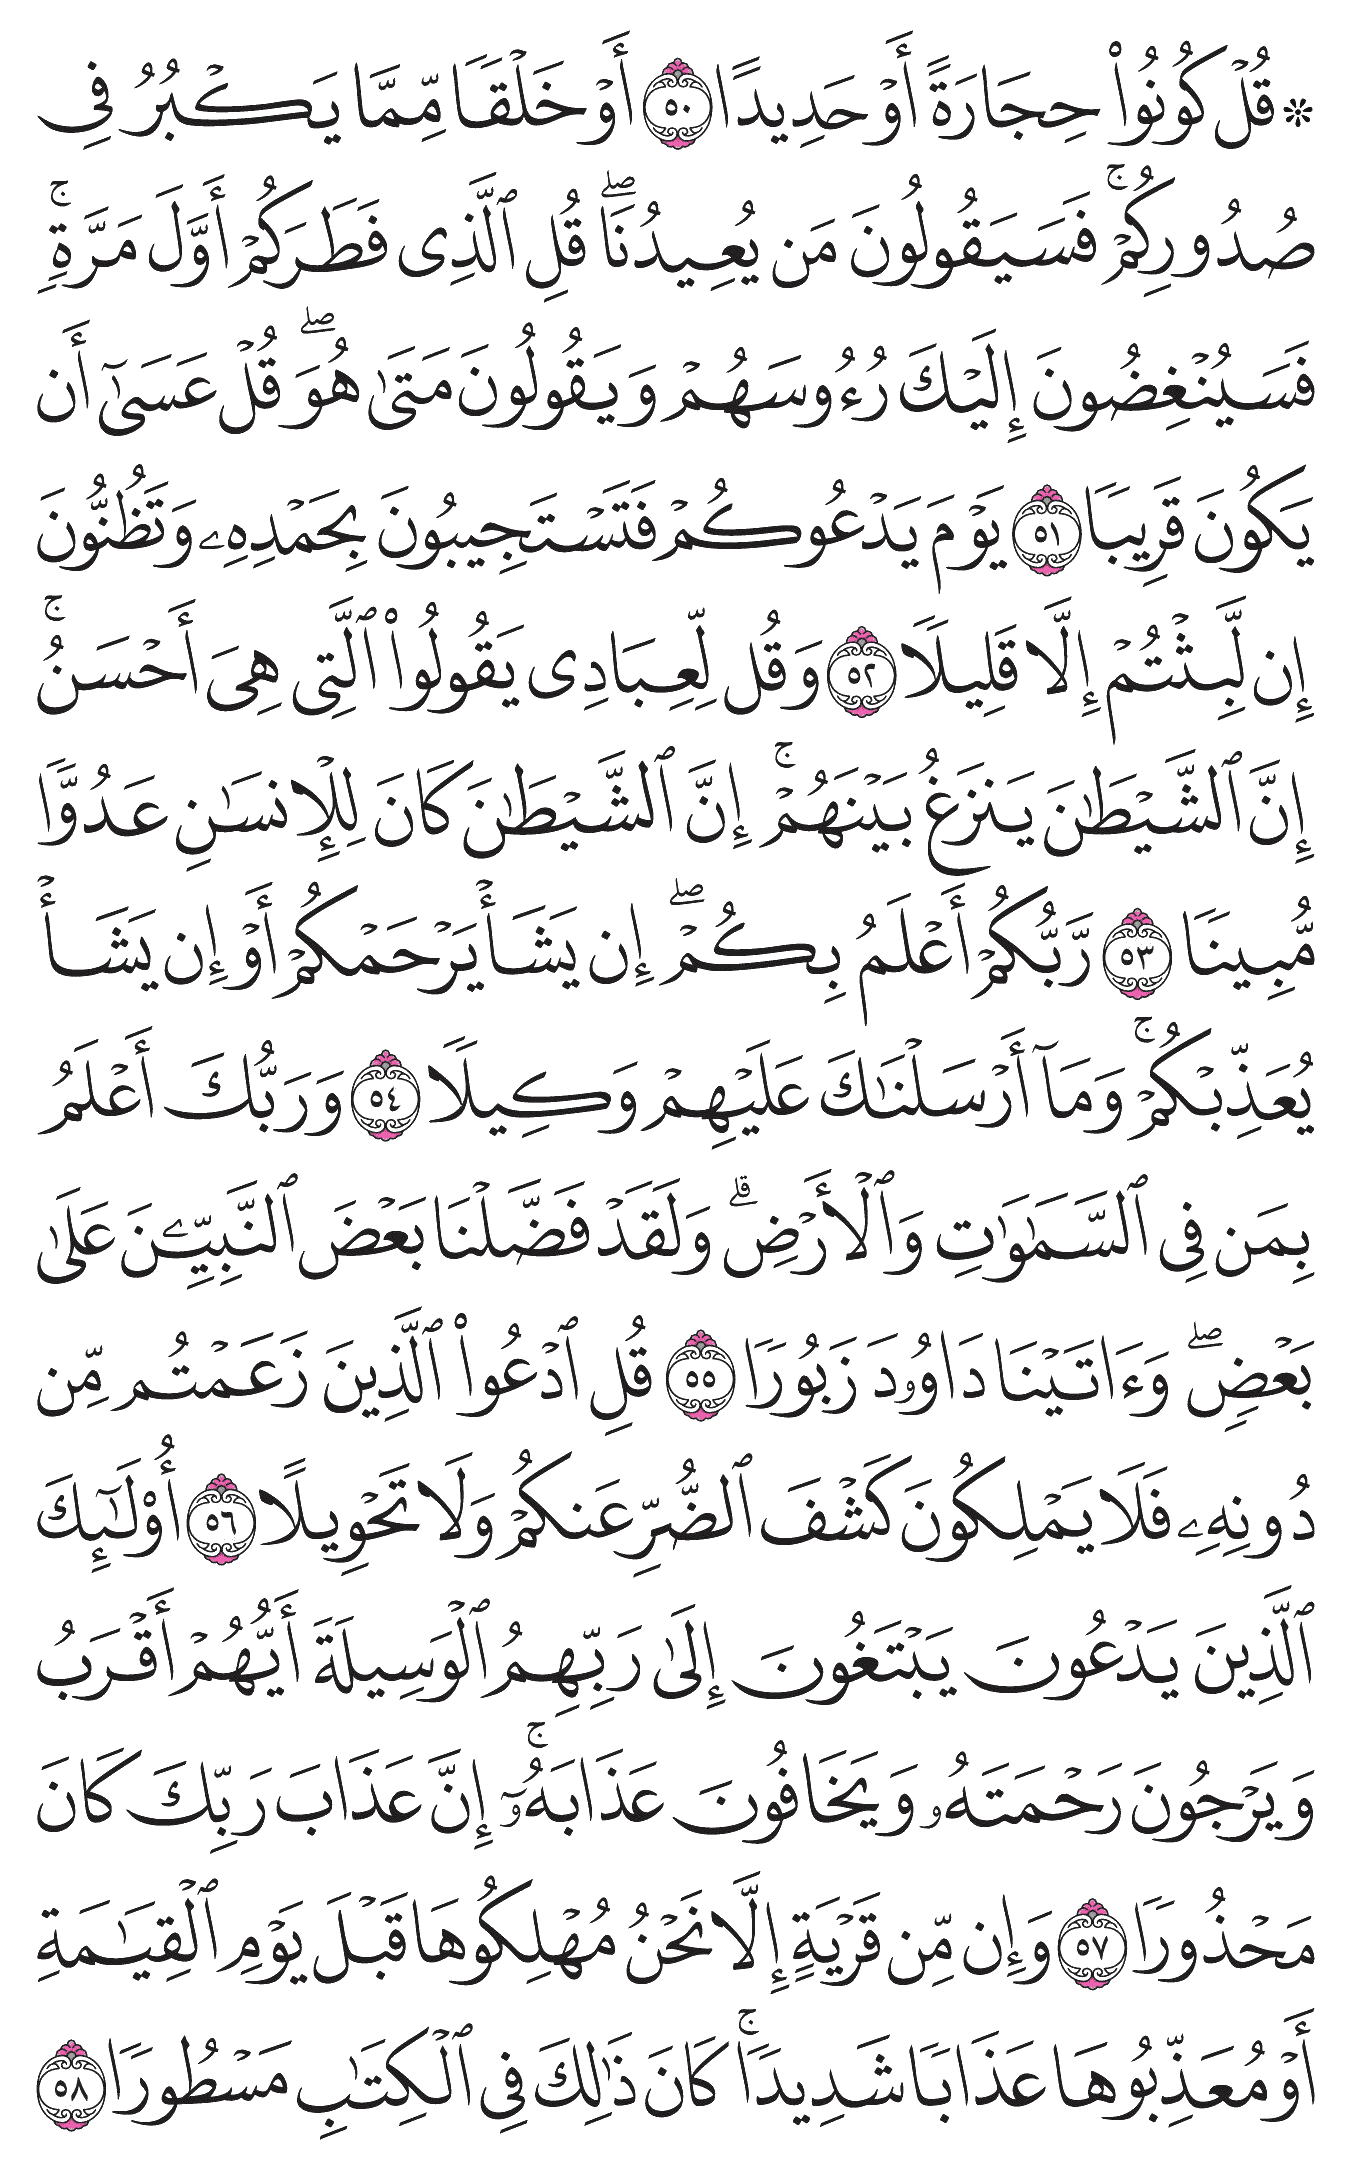 ۞ قُلۡ كُونُواْ حِجَارَةً أَوۡ حَدِيدًا ٥٠ أَوۡ خَلۡقٗا مِّمَّا يَكۡبُرُ فِي
صُدُورِكُمۡۚ فَسَيَقُولُونَ مَن يُعِيدُنَاۖ قُلِ ٱلَّذِي فَطَرَكُمۡ أَوَّلَ مَرَّةٖۚ
فَسَيُنۡغِضُونَ إِلَيۡكَ رُءُوسَهُمۡ وَيَقُولُونَ مَتَىٰ هُوَۖ قُلۡ عَسَىٰٓ أَن
يَكُونَ قَرِيبٗا ٥١ يَوۡمَ يَدۡعُوكُمۡ فَتَسۡتَجِيبُونَ بِحَمۡدِهِۦ وَتَظُنُّونَ
إِن لَّبِثۡتُمۡ إِلَّا قَلِيلٗا ٥٢ وَقُل لِّعِبَادِي يَقُولُواْ ٱلَّتِي هِيَ أَحۡسَنُۚ
إِنَّ ٱلشَّيۡطَٰنَ يَنزَغُ بَيۡنَهُمۡۚ إِنَّ ٱلشَّيۡطَٰنَ كَانَ لِلۡإِنسَٰنِ عَدُوّٗا
مُّبِينٗا ٥٣ رَّبُّكُمۡ أَعۡلَمُ بِكُمۡۖ إِن يَشَأۡ يَرۡحَمۡكُمۡ أَوۡ إِن يَشَأۡ
يُعَذِّبۡكُمۡۚ وَمَآ أَرۡسَلۡنَٰكَ عَلَيۡهِمۡ وَكِيلٗا ٥٤ وَرَبُّكَ أَعۡلَمُ
بِمَن فِي ٱلسَّمَٰوَٰتِ وَٱلۡأَرۡضِۗ وَلَقَدۡ فَضَّلۡنَا بَعۡضَ ٱلنَّبِيِّـۧنَ عَلَىٰ
بَعۡضٖۖ وَءَاتَيۡنَا دَاوُۥدَ زَبُورٗا ٥٥ قُلِ ٱدۡعُواْ ٱلَّذِينَ زَعَمۡتُم مِّن
دُونِهِۦ فَلَا يَمۡلِكُونَ كَشۡفَ ٱلضُّرِّ عَنكُمۡ وَلَا تَحۡوِيلًا ٥٦ أُوْلَٰٓئِكَ
ٱلَّذِينَ يَدۡعُونَ يَبۡتَغُونَ إِلَىٰ رَبِّهِمُ ٱلۡوَسِيلَةَ أَيُّهُمۡ أَقۡرَبُ
وَيَرۡجُونَ رَحۡمَتَهُۥ وَيَخَافُونَ عَذَابَهُۥٓۚ إِنَّ عَذَابَ رَبِّكَ كَانَ
مَحۡذُورٗا ٥٧ وَإِن مِّن قَرۡيَةٍ إِلَّا نَحۡنُ مُهۡلِكُوهَا قَبۡلَ يَوۡمِ ٱلۡقِيَٰمَةِ
أَوۡ مُعَذِّبُوهَا عَذَابٗا شَدِيدٗاۚ كَانَ ذَٰلِكَ فِي ٱلۡكِتَٰبِ مَسۡطُورٗا ٥٨